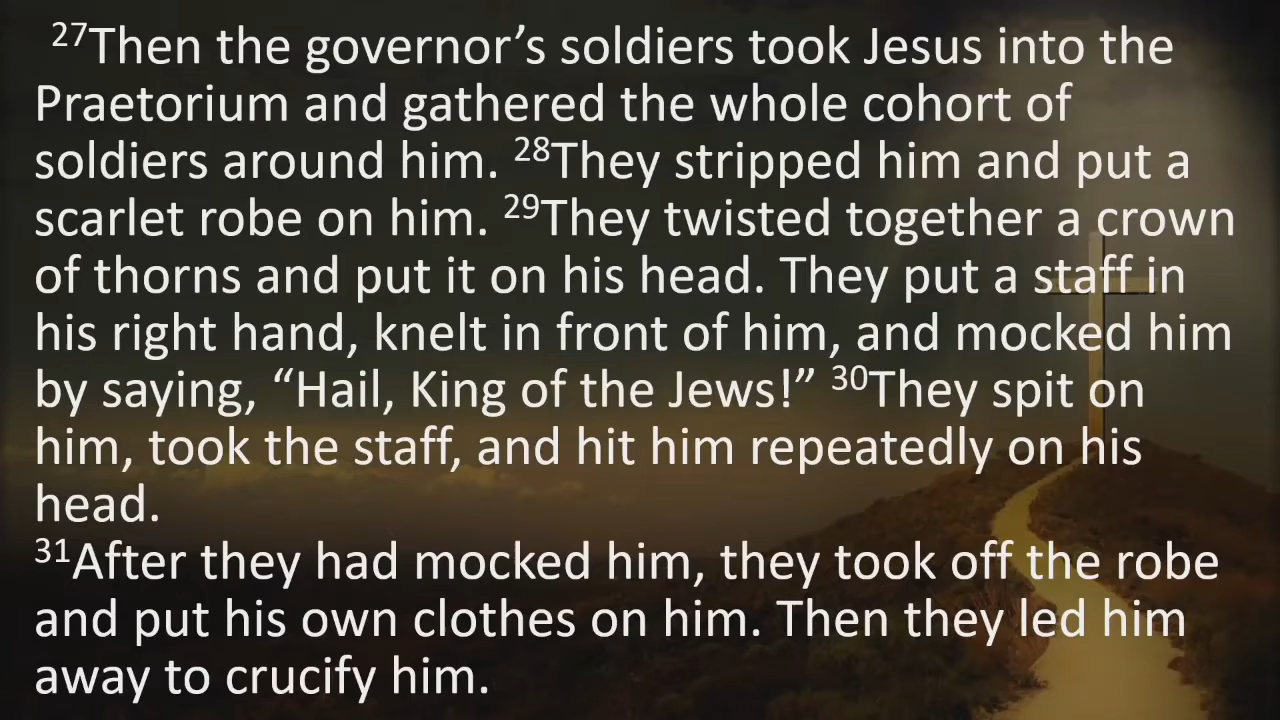 27Then the governor’s soldiers took Jesus into the
Praetorium and gathered the whole cohort of
soldiers around him. 28They stripped him and put a
scarlet robe on him. 29They twisted together a crown
of thorns and put it on his head. They put a staff in
his right hand, knelt in front of him, and mocked him
by saying, “Hail, King of the Jews!” 30They spit on
him, took the staff, and hit him repeatedly on his
head.
31After they had mocked him, they took off the robe
and put his own clothes on him. Then they led him
away to crucify him.